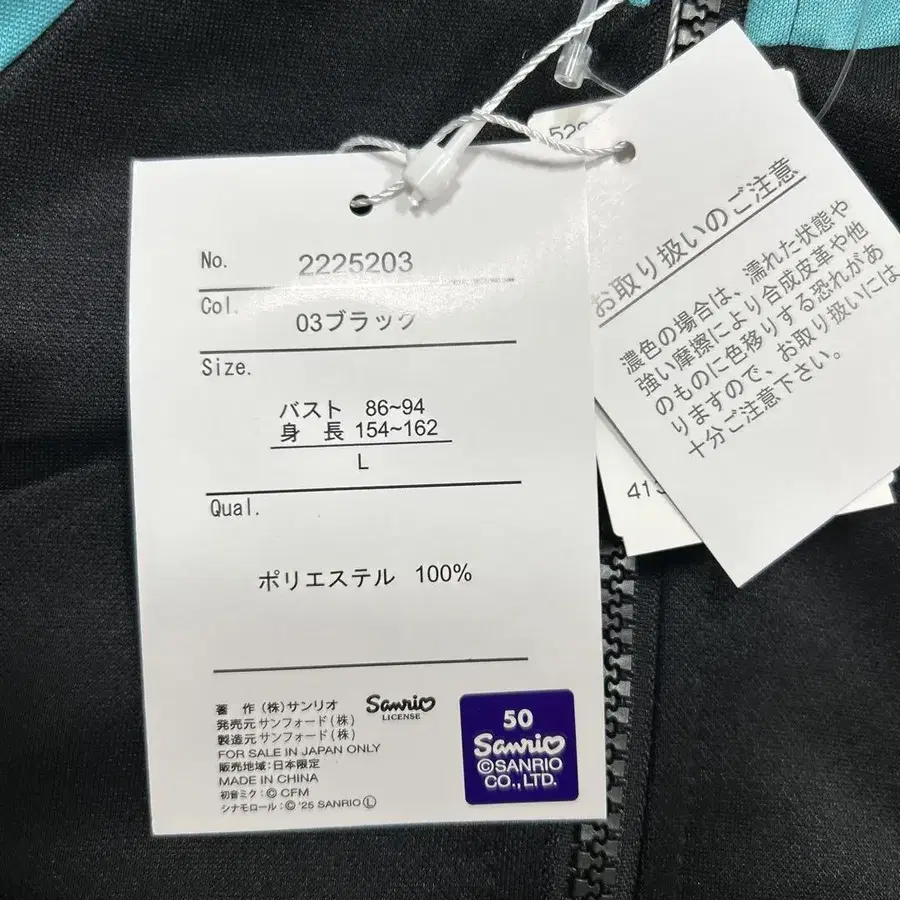 No. 2225203
Col. 03ブラック
Size.
バスト 86~94
身 長 154~162
L
Qual.
ポリエステル 100%
著 作 (株)サンリオ
発売元 サンフォード(株)
製造元 サンフォード(株)
FOR SALE IN JAPAN ONLY
販売地域:日本限定
MADE IN CHINA
初音ミク:© CFM
シナモロール:© '25 SANRIO Ⓛ
Sanrio
LICENSE
50
Sanrio
©SANRIO
CO.,LTD.
お取り扱いのご注意
濃色の場合は、濡れた状態や
強い摩擦により合成皮革や他
のものに色移りする恐れがあ
りますので、お取り扱いには
十分ご注意下さい。